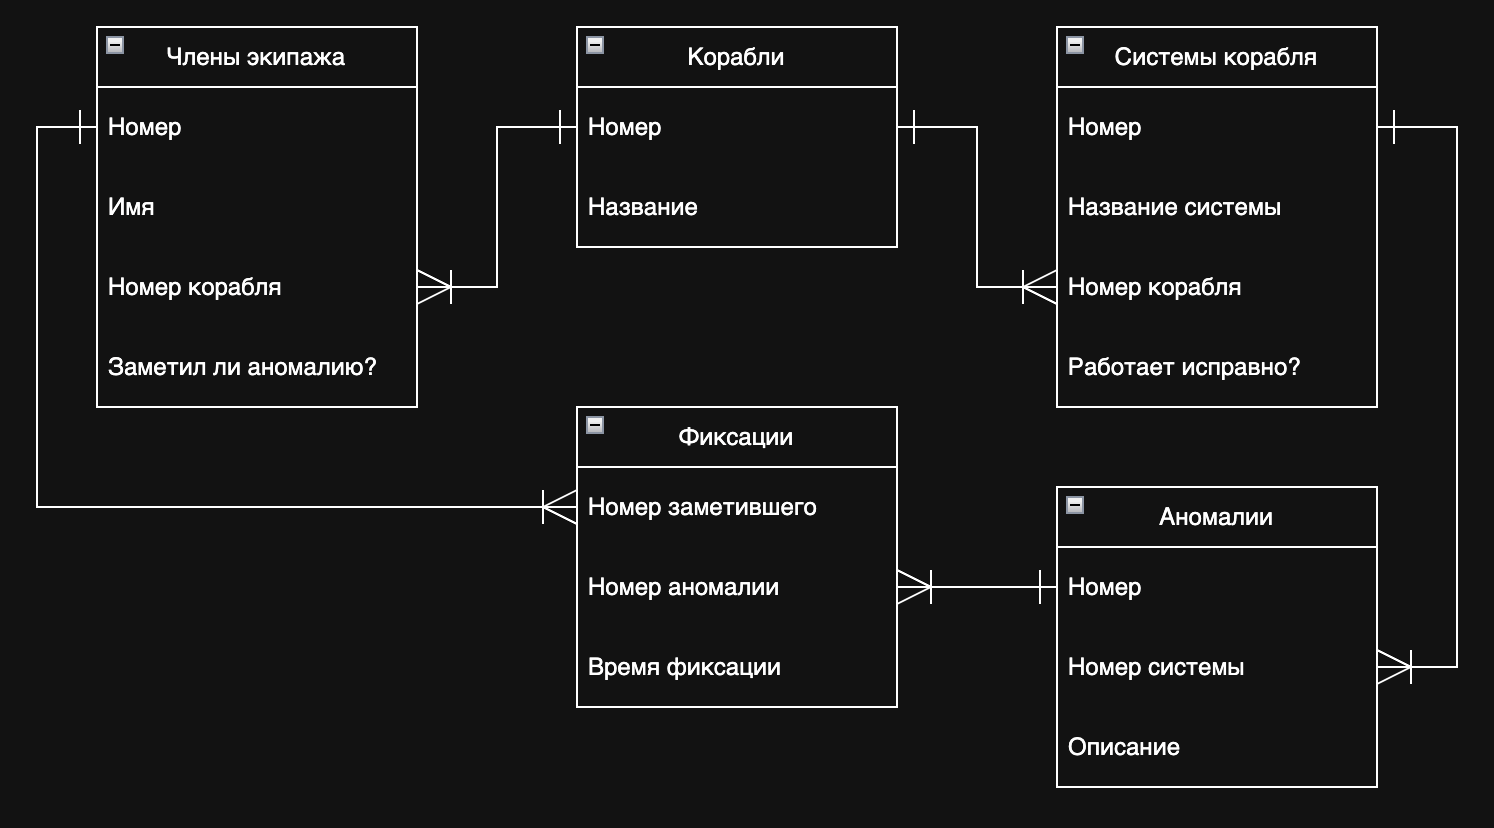 Члены экипажа
Номер
Имя
Номер корабля
Заметил ли аномалию?
Корабли
Номер
Название
Системы корабля
Номер
Название системы
Номер корабля
Работает исправно?
Фиксации
Номер заметившего
Номер аномалии
Время фиксации
Аномалии
Номер
Номер системы
Описание